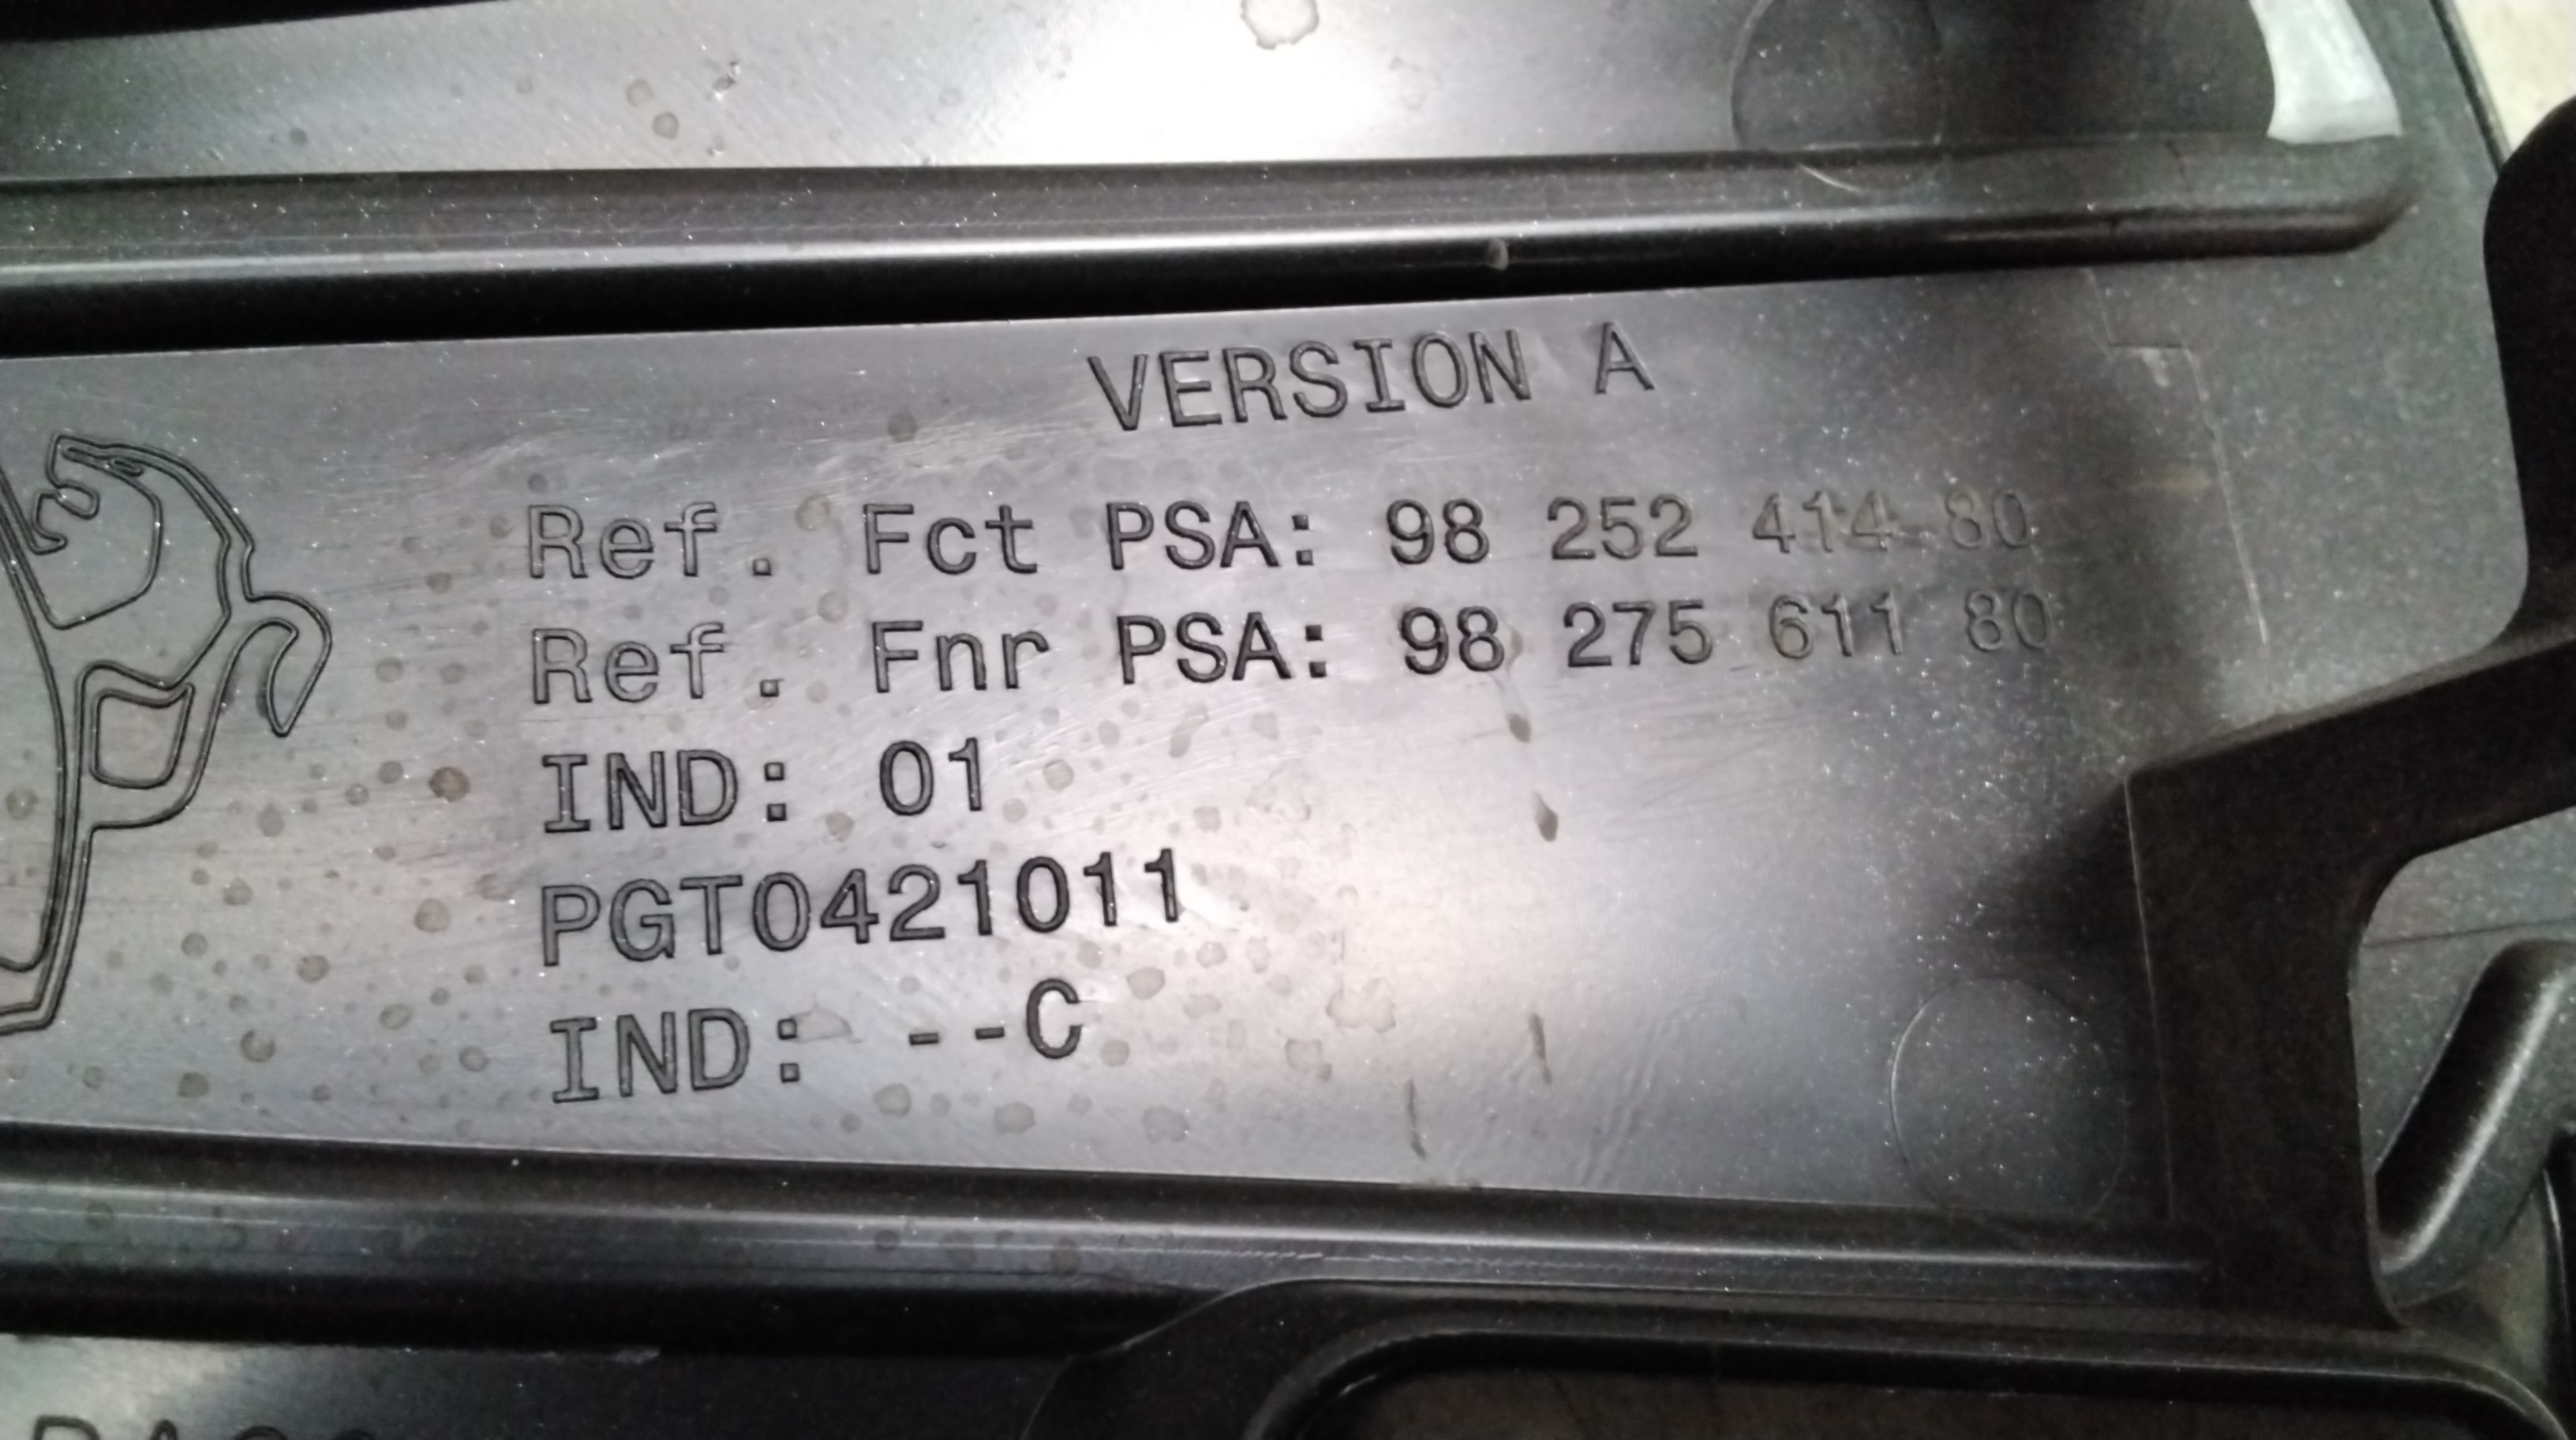 VERSION A
Ref. Fct PSA: 98 252 414 80
Ref. Fnr PSA: 98 275 611 80
IND: 01
PGT0421011
IND: --C